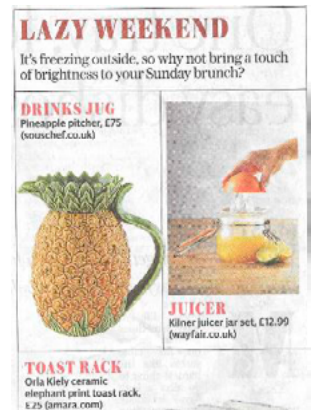 LAZY WEEKEND
It's freezing outside, so why not bring a touch
of brightness to your Sunday brunch?
DRINKS JUG
Pineapple pitcher, £75
(souschef.co.uk)
JUICER
Kilner juicer jar set, £12.99
(wayfair.co.uk)
TOAST RACK
Orla Kiely ceramic
elephant print toast rack,
£25 (amara.com)